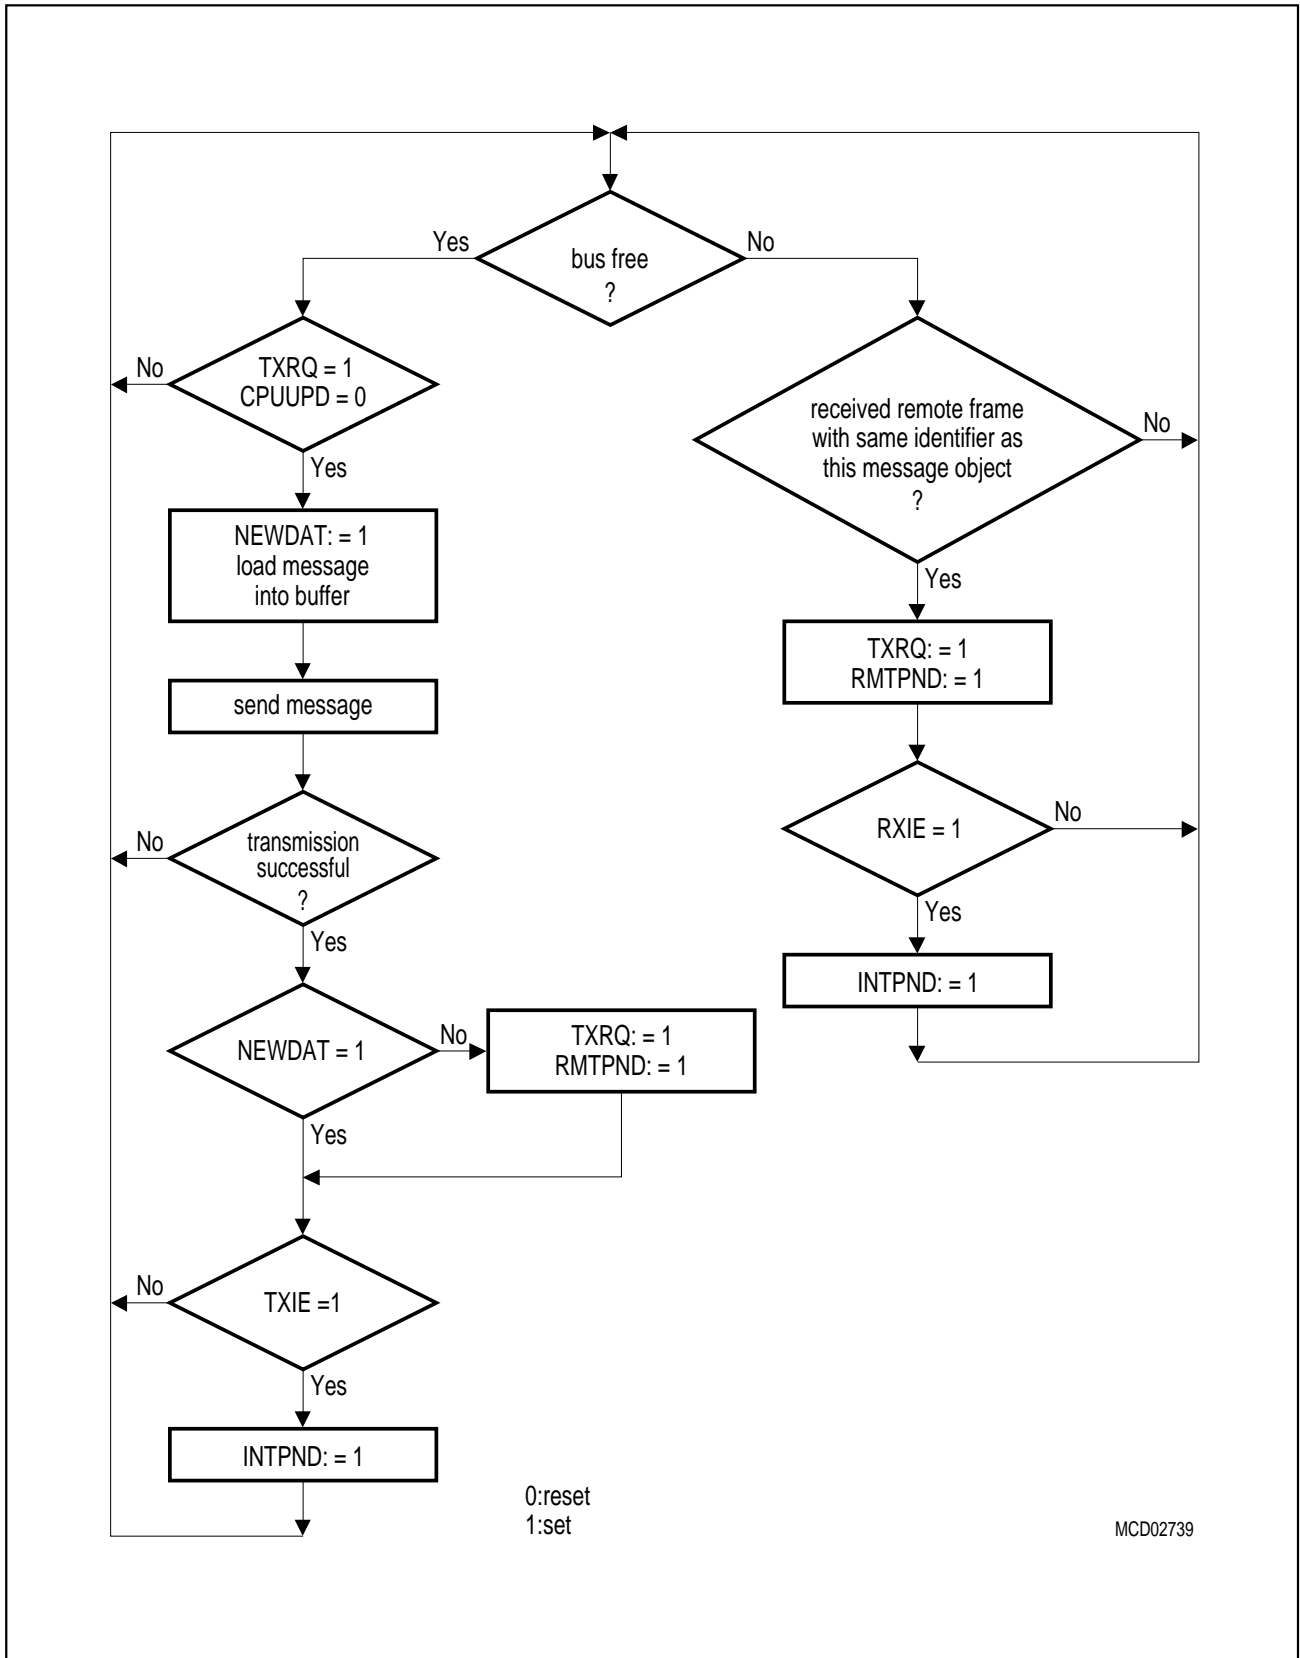 Yes
No
bus free
?
No
TXRQ = 1
CPUUPD = 0
Yes
NEWDAT: = 1
load message
into buffer
send message
No
transmission
successful
?
Yes
NEWDAT = 1
No
TXRQ: = 1
RMTPND: = 1
Yes
No
TXIE =1
Yes
INTPND: = 1
received remote frame
with same identifier as
this message object
?
No
Yes
TXRQ: = 1
RMTPND: = 1
RXIE = 1
No
Yes
INTPND: = 1
0:reset
1:set
MCD02739